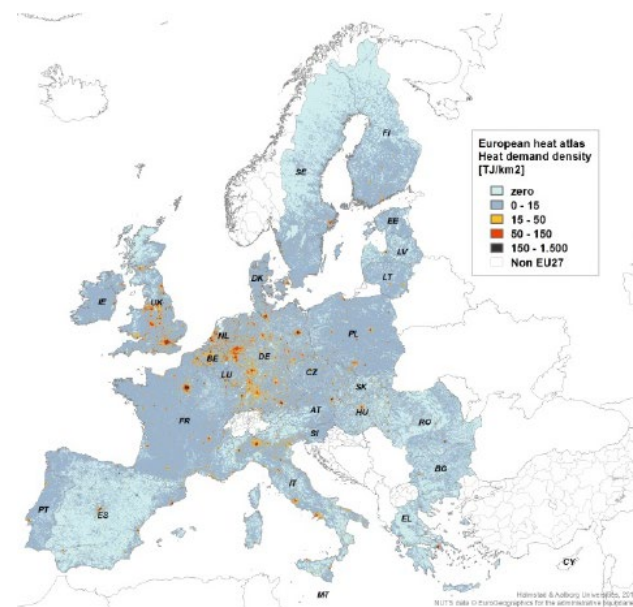 European heat atlas
Heat demand density
[TJ/km2]
zero
0 - 15
15 - 50
50 - 150
150 - 1.500
Non EU27
FI
SE
EE
LV
LT
DK
IE
UK
NL
PL
BE
DE
LU
CZ
SK
FR
AT
HU
SI
RO
IT
BG
PT
ES
EL
CY
MT
Halmstad & Aalborg Universities, 201
NUTS data © EuroGeographics for the administrative boundaries